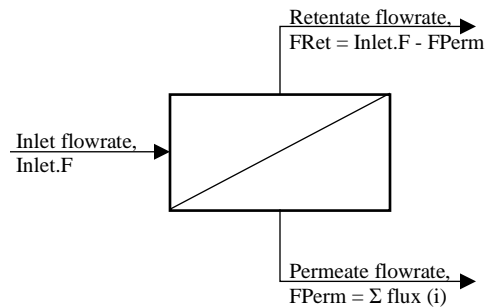 Retentate flowrate,
FRet = Inlet.F - FPerm
Inlet flowrate,
Inlet.F
Permeate flowrate,
FPerm = Σ flux (i)